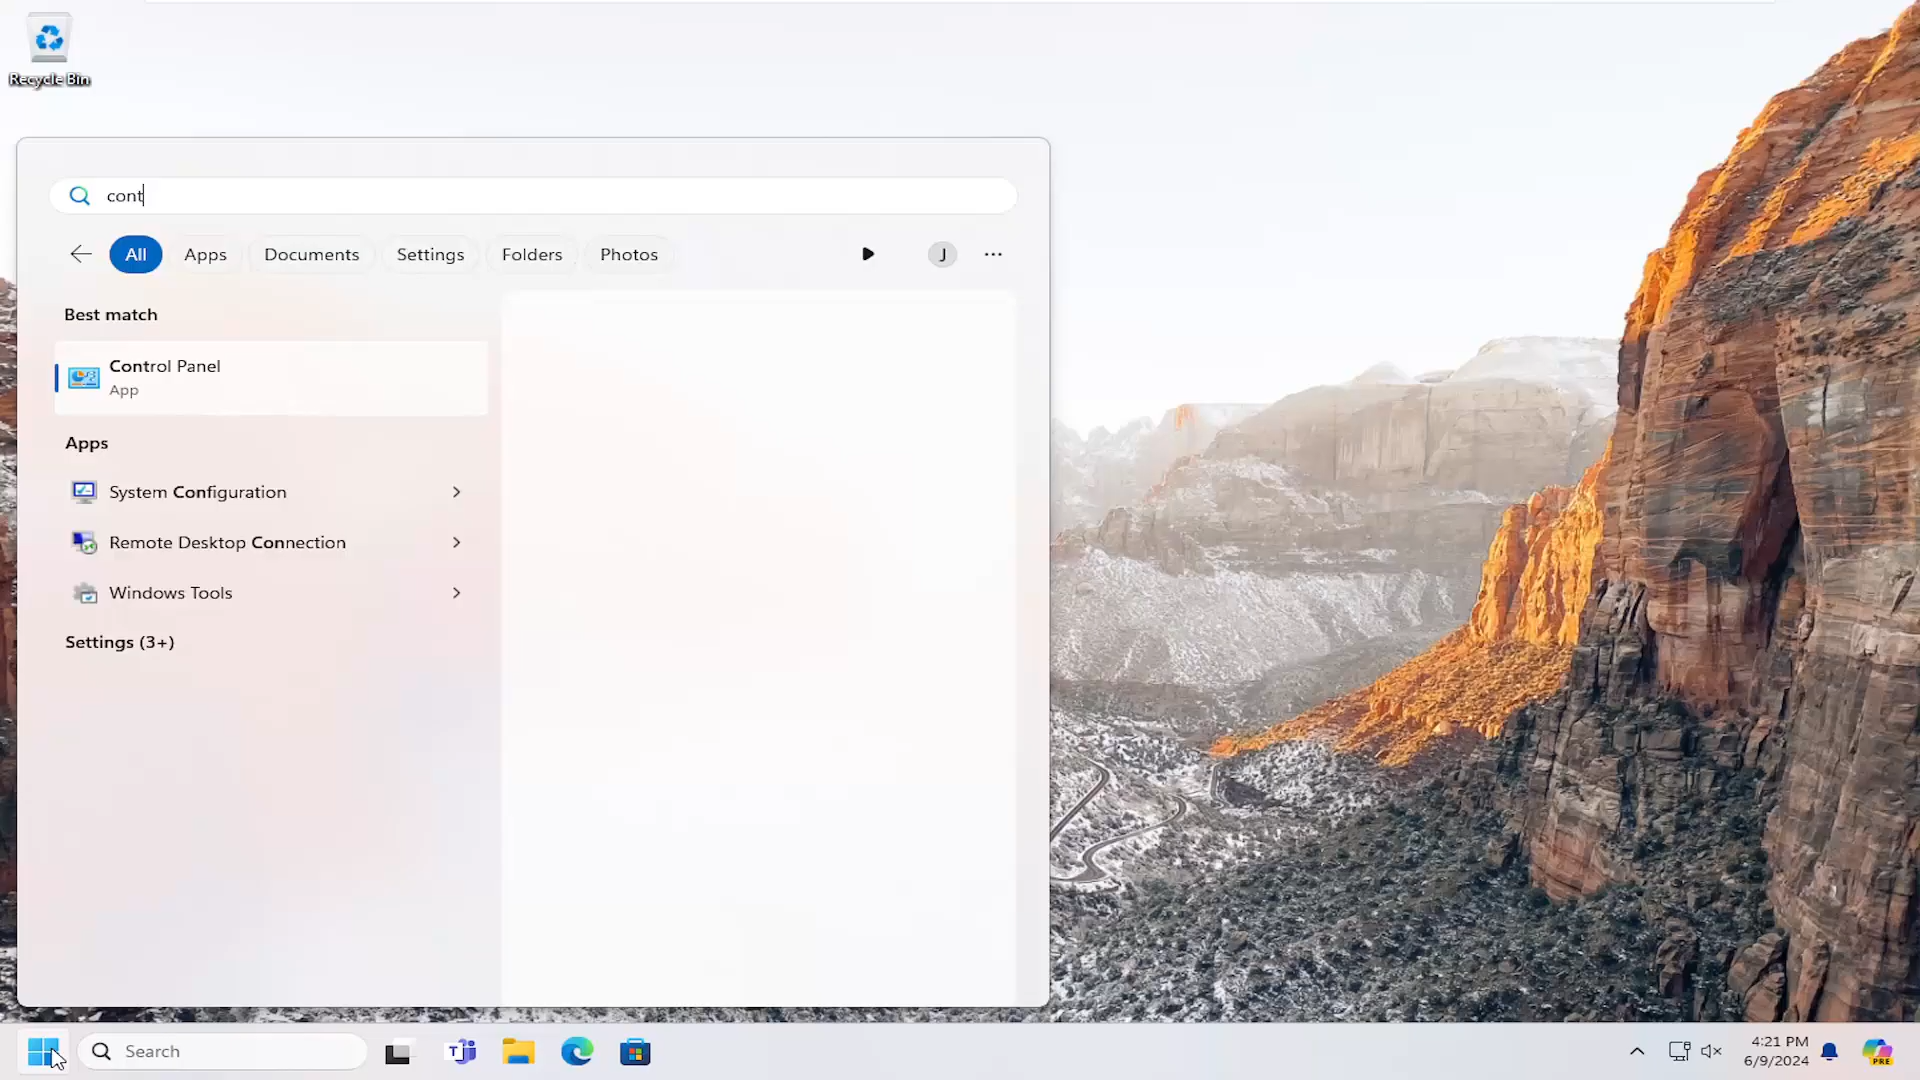 Recycle Bin
cont
All
Apps
Documents
Settings
Folders
Photos
J
Best match
Control Panel
App
Apps
System Configuration
Remote Desktop Connection
Windows Tools
Settings (3+)
Search
T
4:21 PM
6/9/2024
PRE